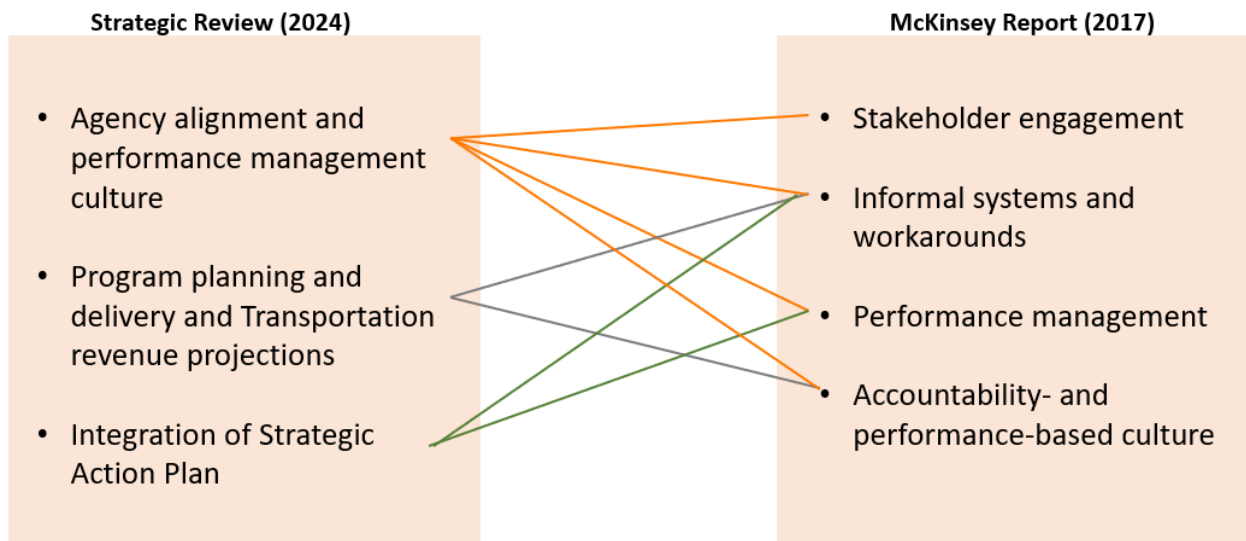 Strategic Review (2024)
• Agency alignment and
performance management
culture
• Program planning and
delivery and Transportation
revenue projections
• Integration of Strategic
Action Plan
McKinsey Report (2017)
• Stakeholder engagement
• Informal systems and
workarounds
• Performance management
• Accountability- and
performance-based culture